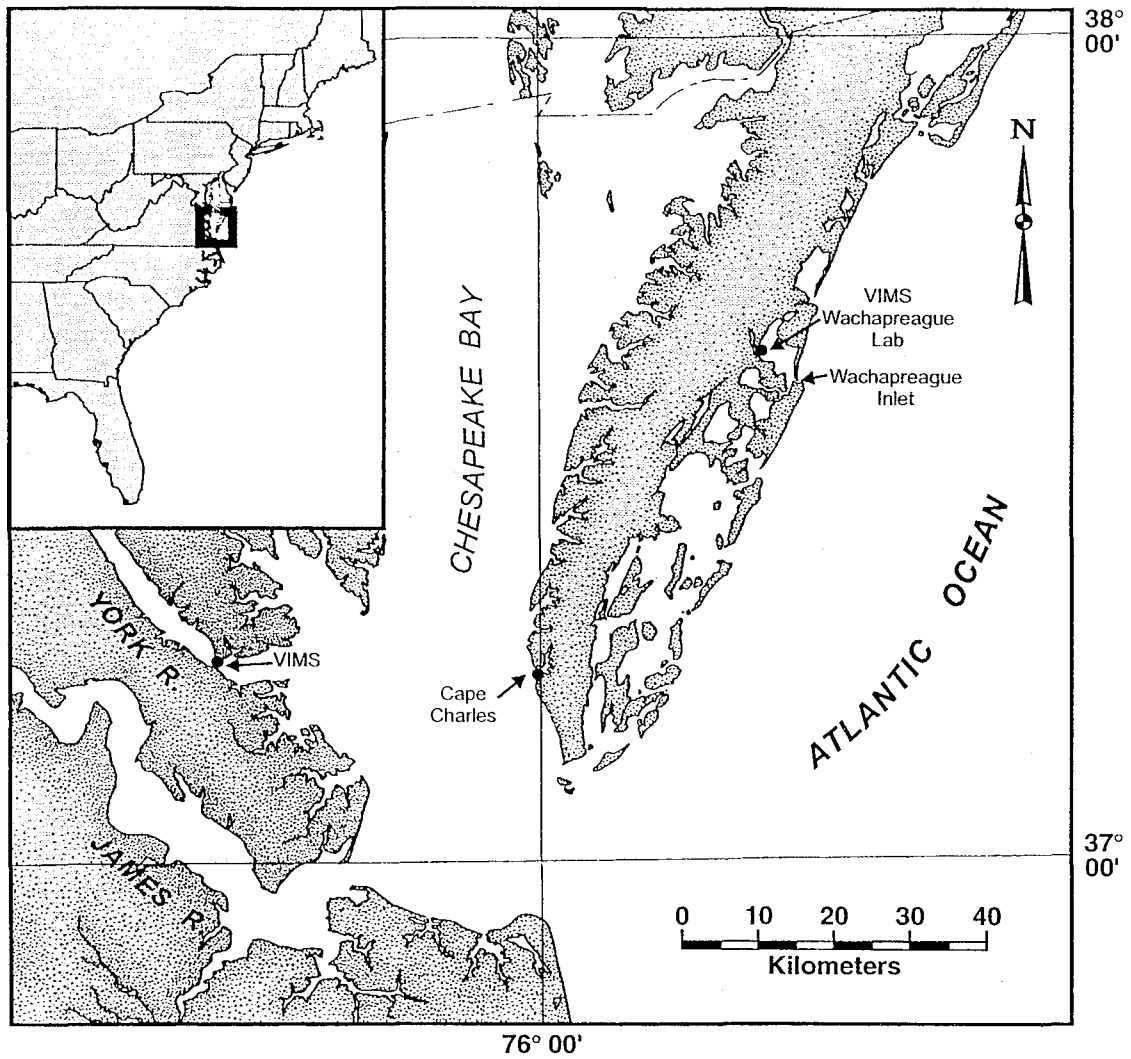 38°
00'
N
VIMS
Wachapreague
Lab
Wachapreague
Inlet
CHESAPEAKE BAY
ATLANTIC OCEAN
YORK R.
VIMS
Cape
Charles
JAMES R.
37°
00'
0 10 20 30 40
Kilometers
76° 00'